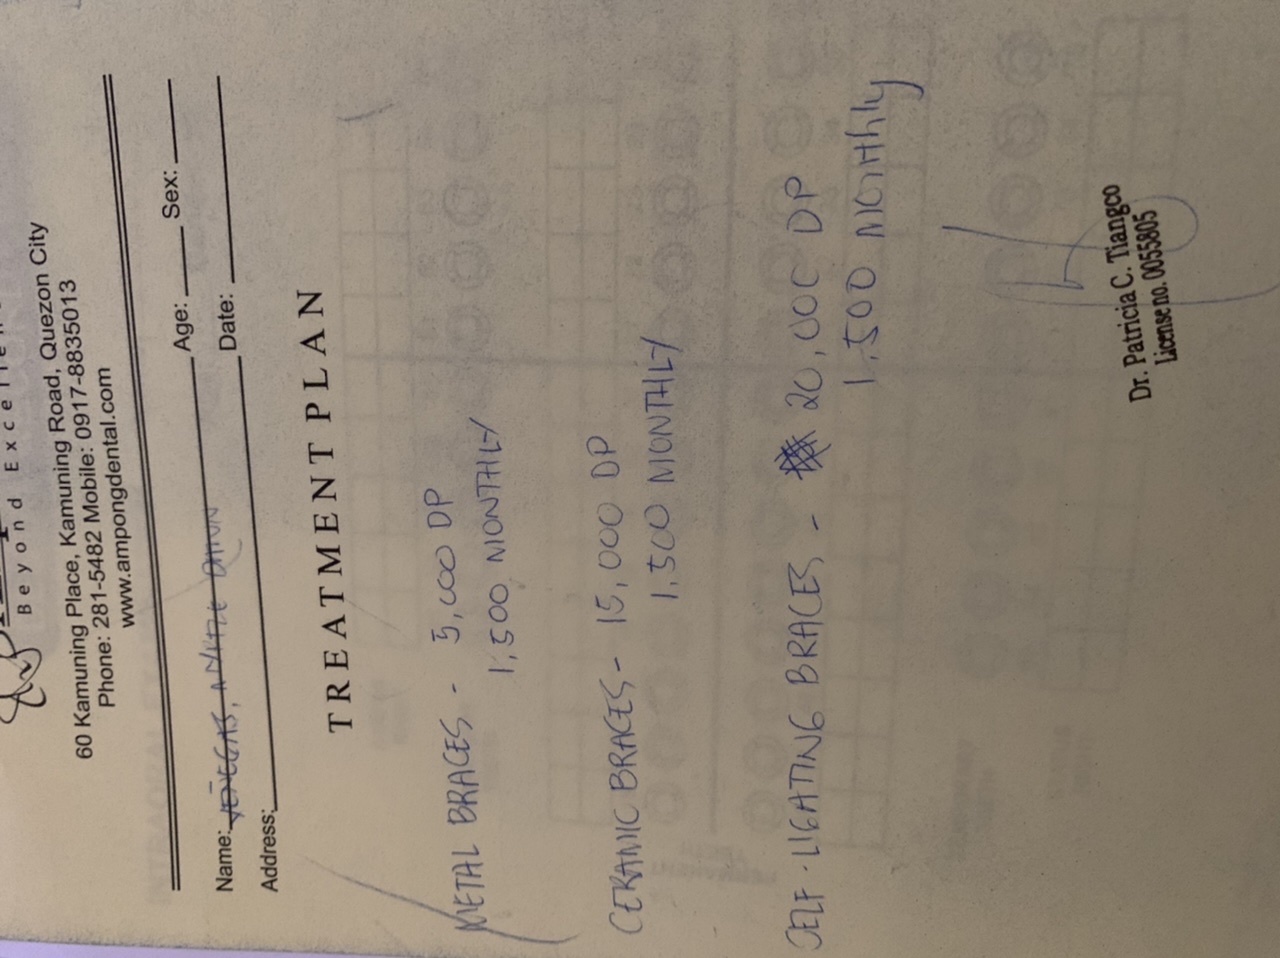 Beyond Excellen
60 Kamuning Place, Kamuning Road, Quezon City
Phone: 281-5482 Mobile: 0917-8835013
www.ampongdental.com
Name: Age: Sex:
Address: Date:
TREATMENT PLAN
METAL BRACES - 5,000 DP
1,500 MONTHLY
CERAMIC BRACES - 15,000 DP
1,500 MONTHLY
SELF-LIGATING BRACES - 20,000 DP
1,500 MONTHLY
Dr. Patricia C. Tiangco
License no. 0055805